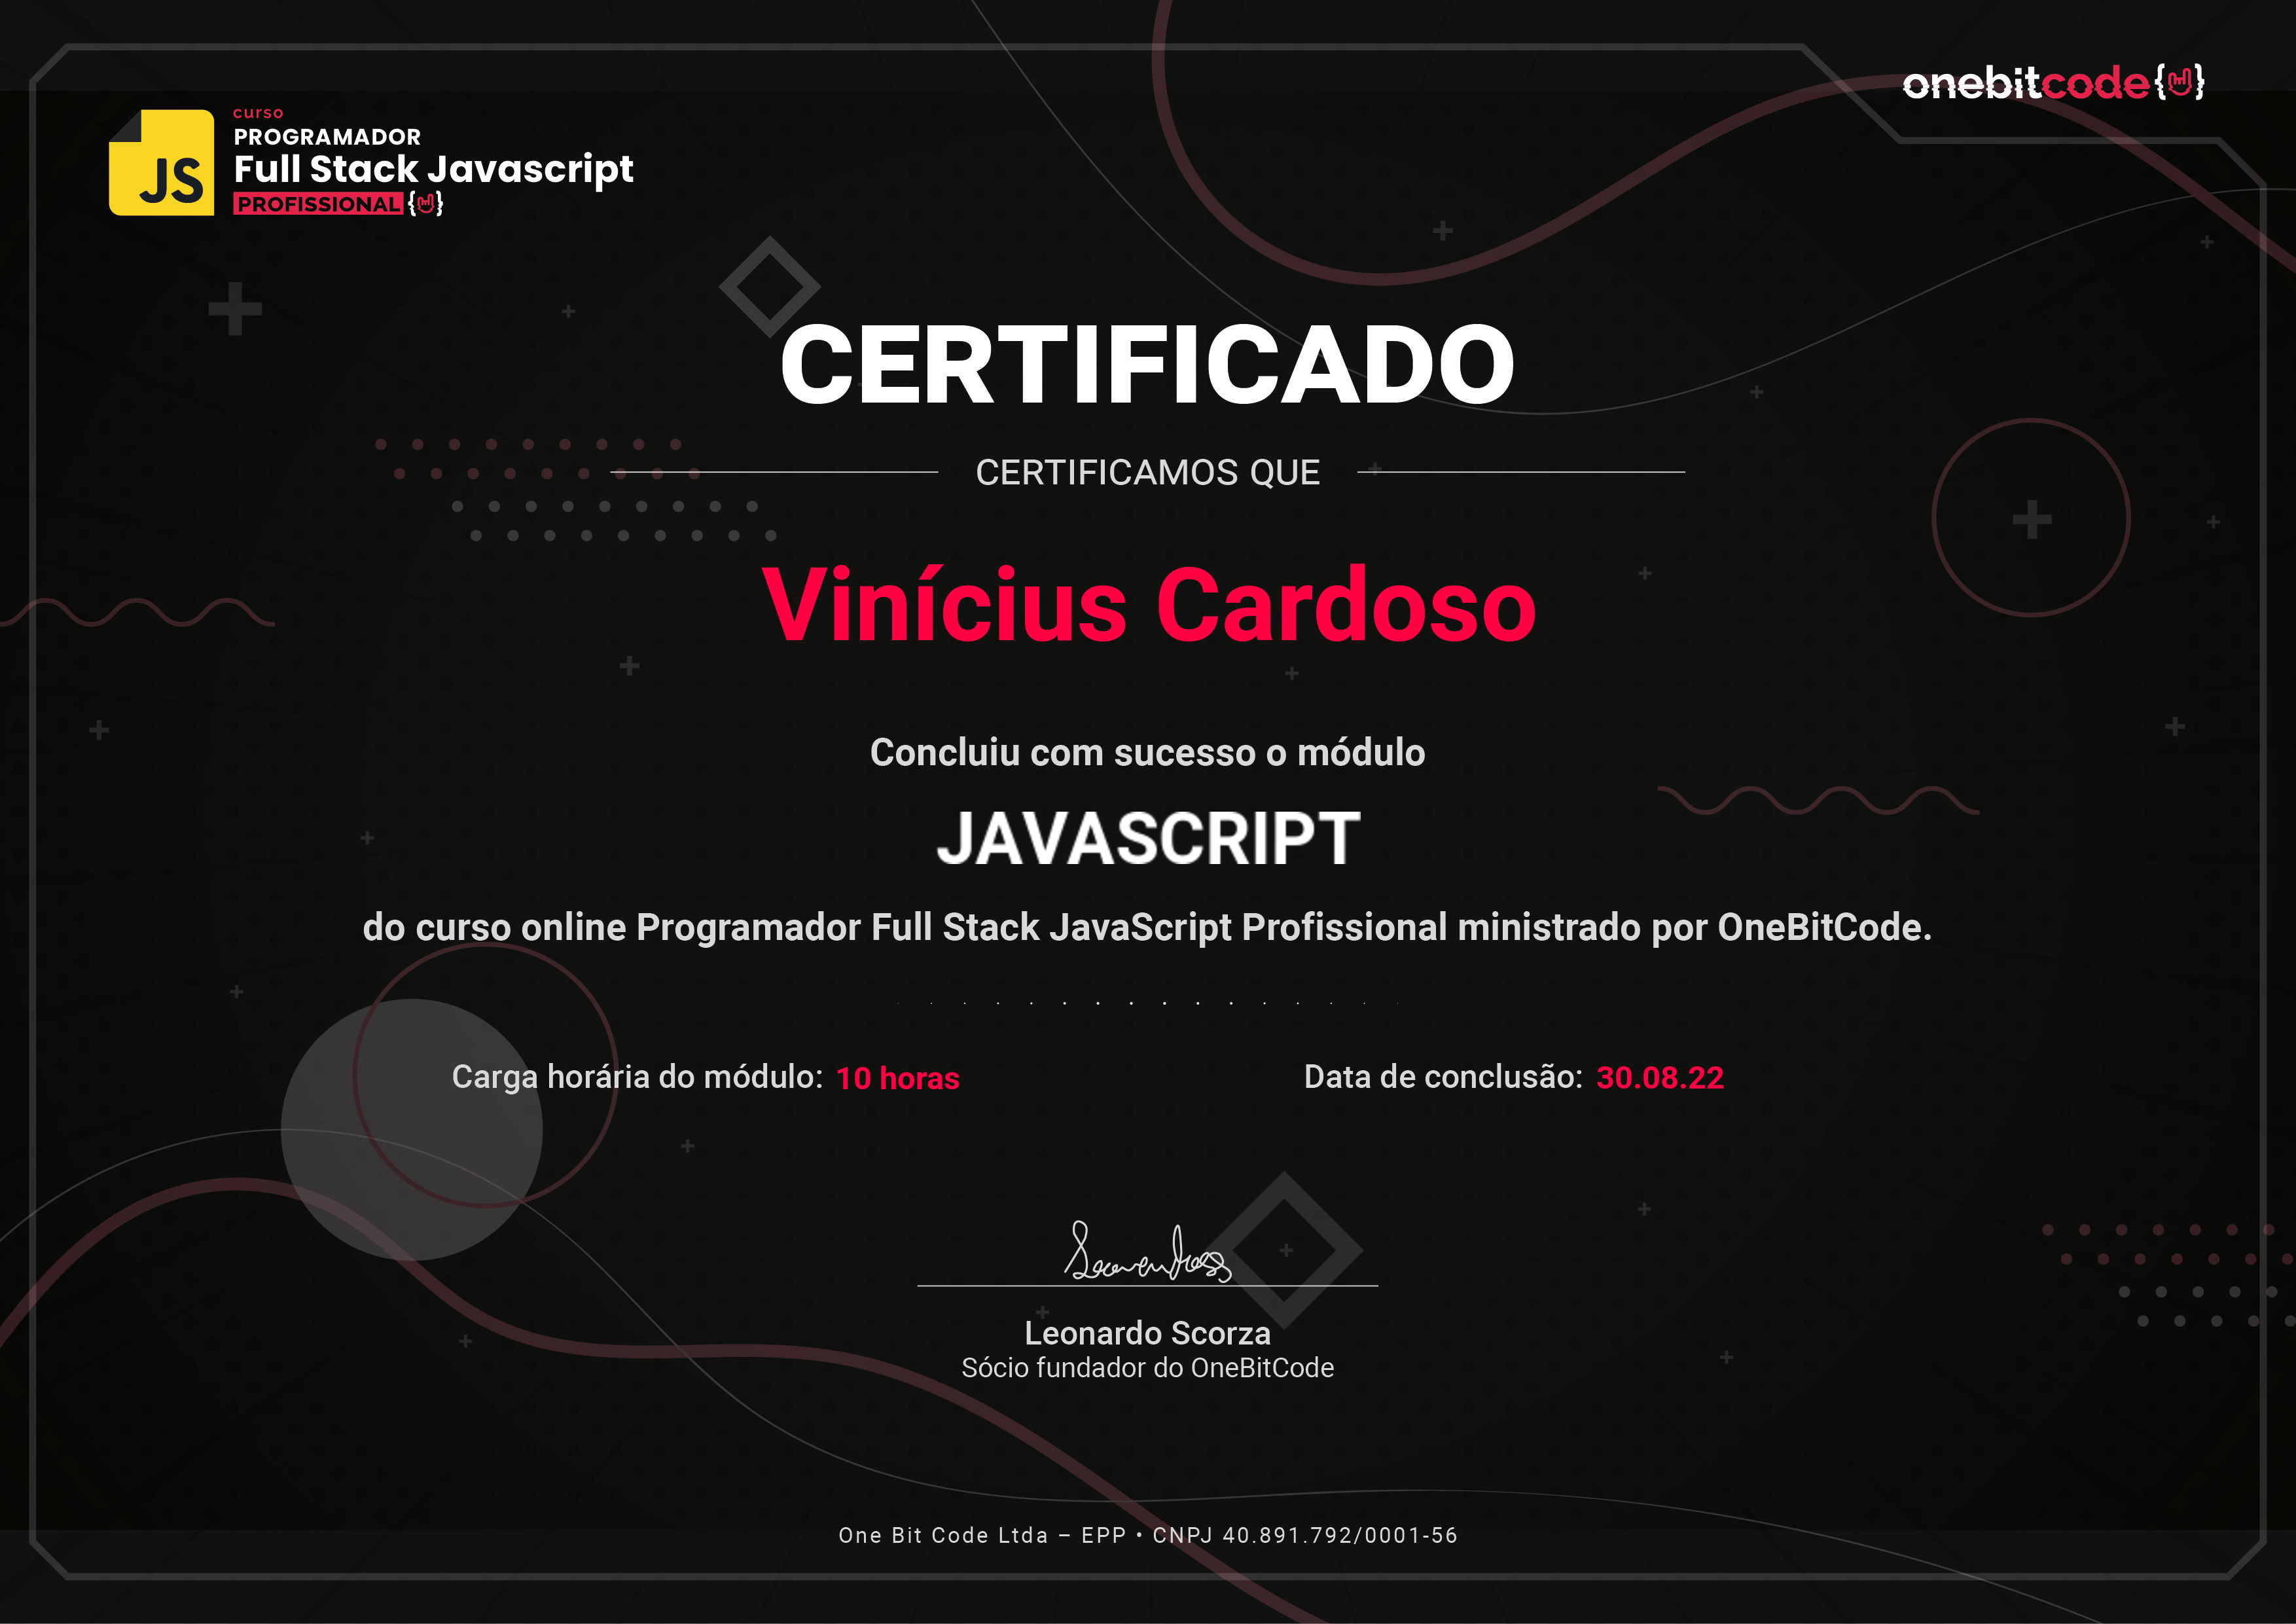 onebitcode{}
JS
curso
PROGRAMADOR
Full Stack Javascript
PROFISSIONAL {}
CERTIFICADO
CERTIFICAMOS QUE
Vinícius Cardoso
Concluiu com sucesso o módulo
JAVASCRIPT
do curso online Programador Full Stack JavaScript Profissional ministrado por OneBitCode.
Carga horária do módulo: 10 horas
Data de conclusão: 30.08.22
Leonardo Scorza
Sócio fundador do OneBitCode
One Bit Code Ltda – EPP • CNPJ 40.891.792/0001-56